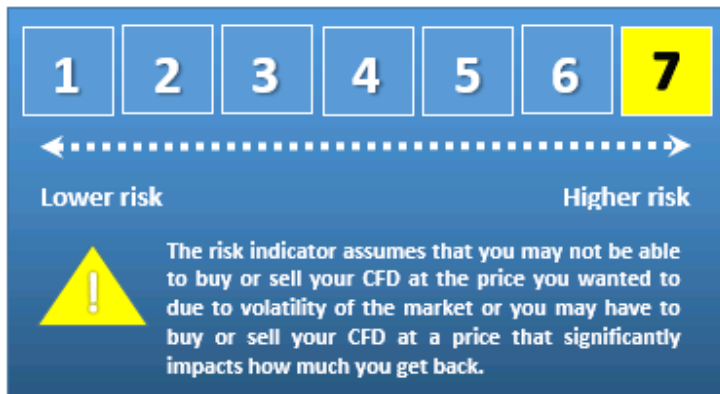 1 2 3 4 5 6 7
Lower risk Higher risk
!
The risk indicator assumes that you may not be able
to buy or sell your CFD at the price you wanted to
due to volatility of the market or you may have to
buy or sell your CFD at a price that significantly
impacts how much you get back.